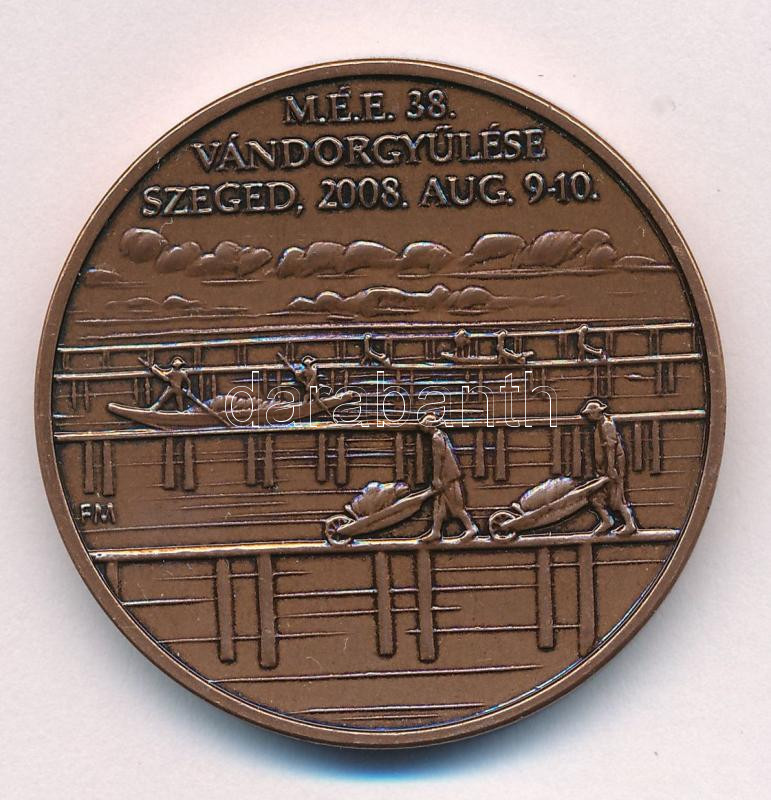 M.É.E. 38.
VÁNDORGYŰLÉSE
SZEGED, 2008. AUG. 9-10.
darabanth
FM